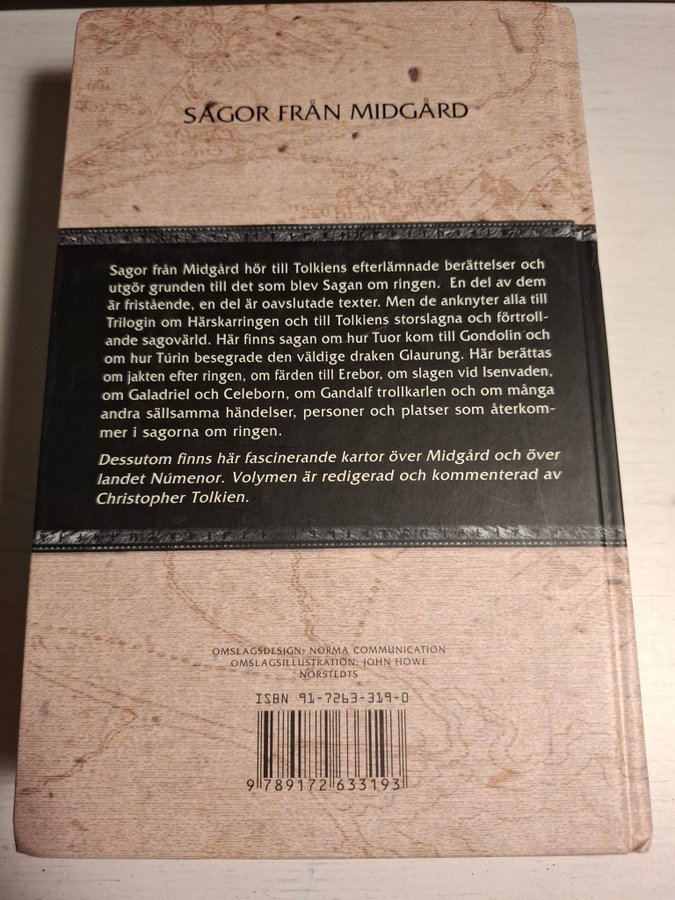 SAGOR FRÅN MIDGÅRD
Sagor från Midgård hör till Tolkiens efterlämnade berättelser och
utgör grunden till det som blev Sagan om ringen. En del av dem
är fristående, en del är oavslutade texter. Men de anknyter alla till
Trilogin om Härskarringen och till Tolkiens storslagna och förtroll-
ande sagovärld. Här finns sagan om hur Tuor kom till Gondolin och
om hur Túrin besegrade den väldige draken Glaurung. Här berättas
om jakten efter ringen, om färden till Erebor, om slagen vid Isenvaden,
om Galadriel och Celeborn, om Gandalf trollkarlen och om många
andra sällsamma händelser, personer och platser som återkom-
mer i sagorna om ringen.
Dessutom finns här fascinerande kartor över Midgård och över
landet Númenor. Volymen är redigerad och kommenterad av
Christopher Tolkien.
OMSLAGSDESIGN: NORMA COMMUNICATION
OMSLAGSILLUSTRATION: JOHN HOWE
NORSTEDTS
ISBN 91-7263-319-0
9 789172 633193